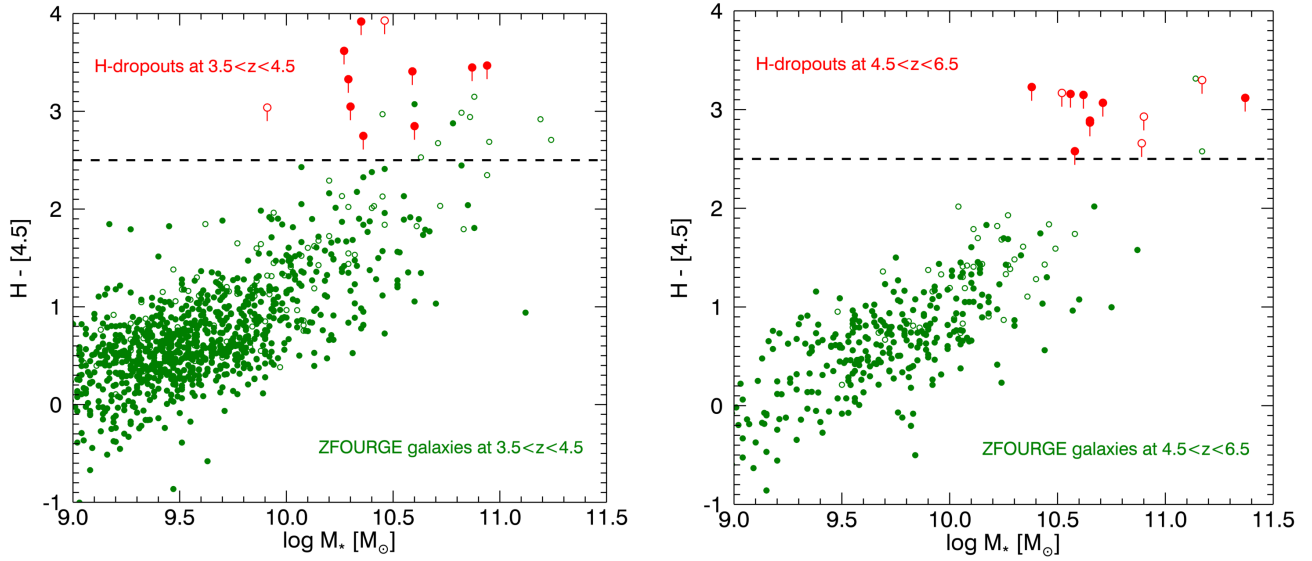 4
3
2
1
0
-1
H - [4.5]
H-dropouts at 3.5<z<4.5
ZFOURGE galaxies at 3.5<z<4.5
9.0 9.5 10.0 10.5 11.0 11.5
log M* [M⊙]
4
3
2
1
0
-1
H - [4.5]
H-dropouts at 4.5<z<6.5
ZFOURGE galaxies at 4.5<z<6.5
9.0 9.5 10.0 10.5 11.0 11.5
log M* [M⊙]